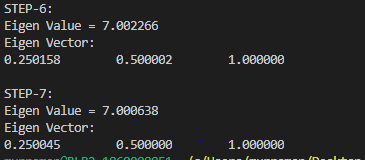 STEP-6:
Eigen Value = 7.002266
Eigen Vector:
0.250158 0.500002 1.000000
STEP-7:
Eigen Value = 7.000638
Eigen Vector:
0.250045 0.500000 1.000000